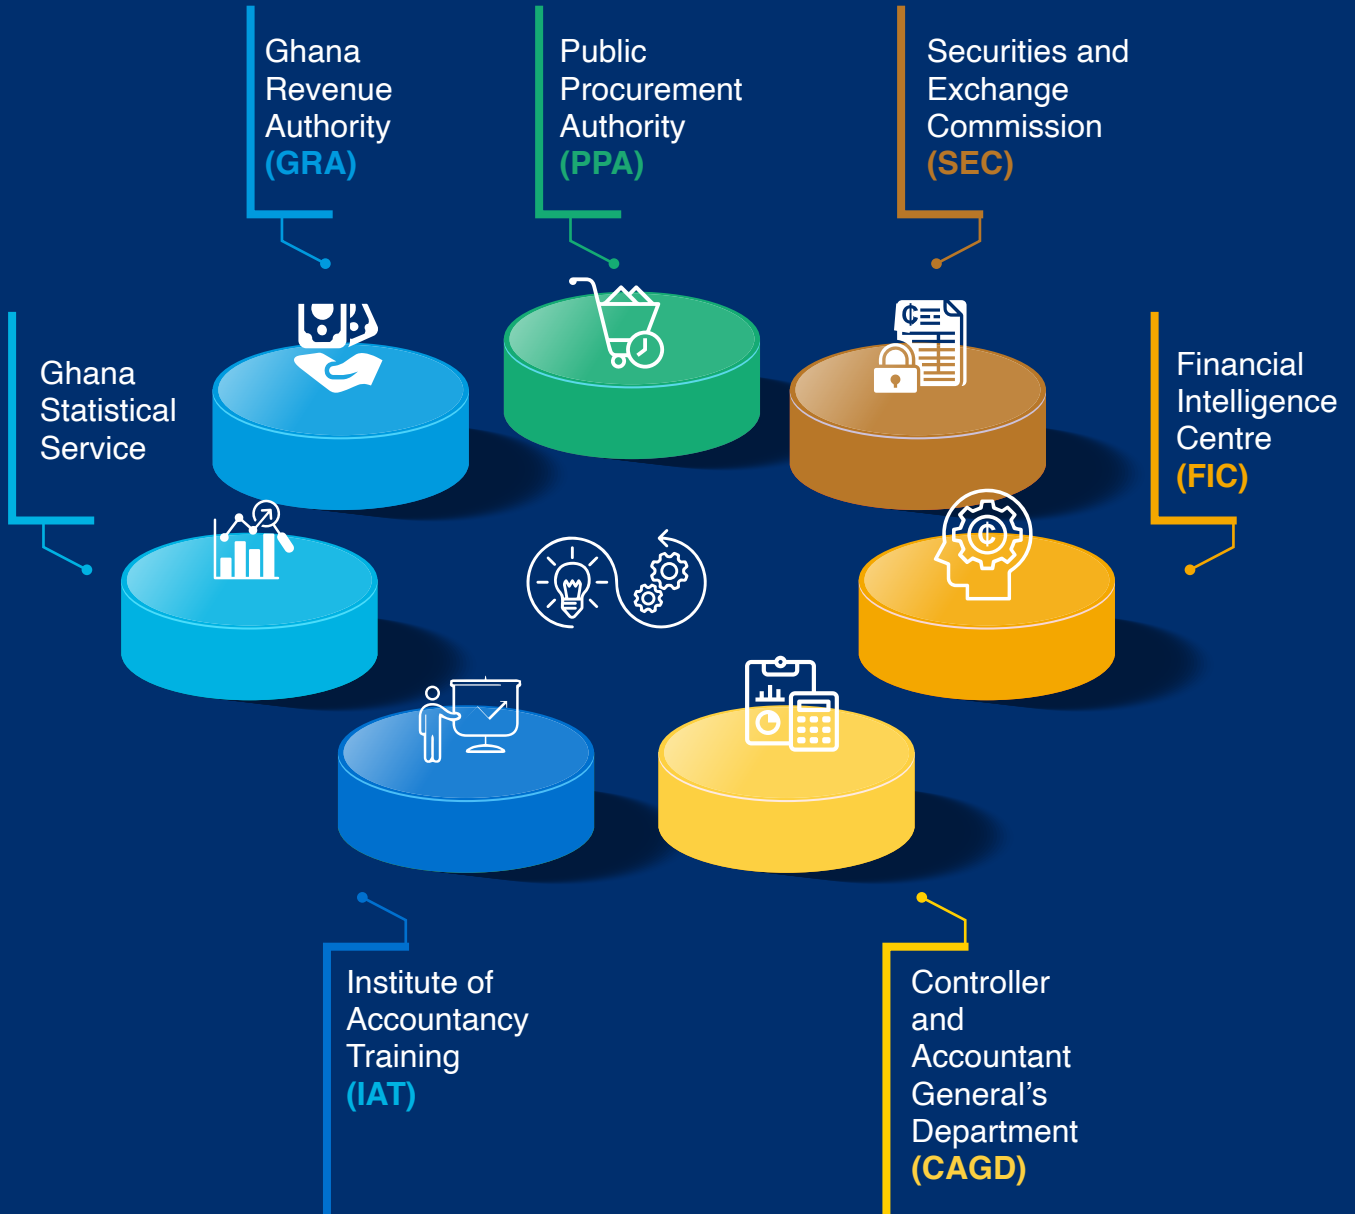 Ghana
Revenue
Authority
(GRA)
Public
Procurement
Authority
(PPA)
Securities and
Exchange
Commission
(SEC)
Ghana
Statistical
Service
Financial
Intelligence
Centre
(FIC)
₵
₵
Institute of
Accountancy
Training
(IAT)
Controller
and
Accountant
General’s
Department
(CAGD)